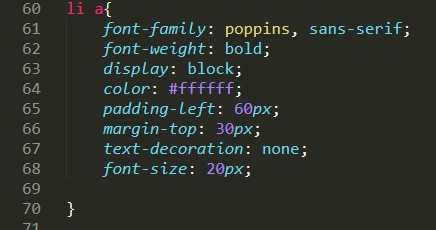 60 li a{
61 font-family: poppins, sans-serif;
62 font-weight: bold;
63 display: block;
64 color: #ffffff;
65 padding-left: 60px;
66 margin-top: 30px;
67 text-decoration: none;
68 font-size: 20px;
69
70 }
71